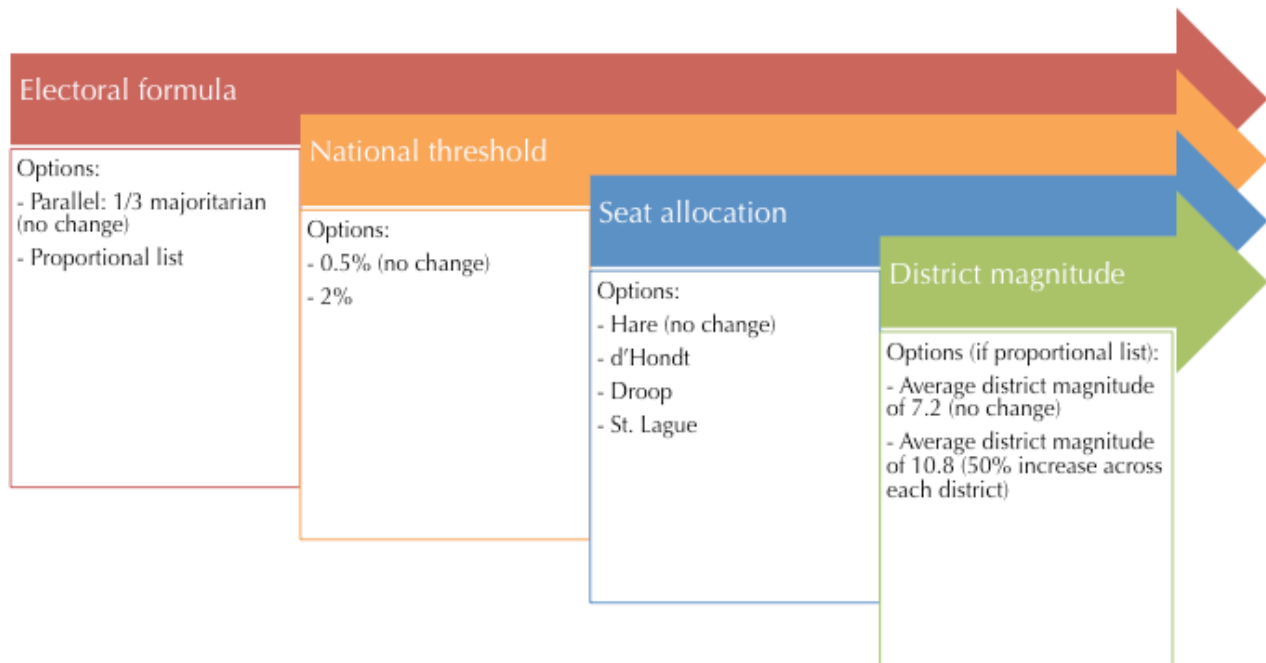 Electoral formula
Options:
- Parallel: 1/3 majoritarian
(no change)
- Proportional list
National threshold
Options:
- 0.5% (no change)
- 2%
Seat allocation
Options:
- Hare (no change)
- d’Hondt
- Droop
- St. Lague
District magnitude
Options (if proportional list):
- Average district magnitude
of 7.2 (no change)
- Average district magnitude
of 10.8 (50% increase across
each district)